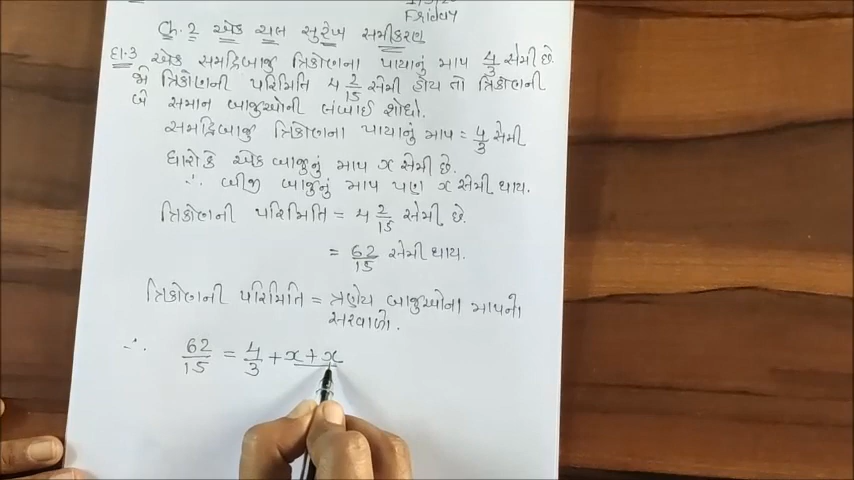 Friday
Ch.2 એક ચલ સુરેખ સમીકરણ
દા.3 એક સમદ્વિબાજુ ત્રિકોણના પાયાનું માપ 4/3 સેમી છે.
જો ત્રિકોણની પરિમિતિ 4 2/15 સેમી હોય તો ત્રિકોણની
બે સમાન બાજુઓની લંબાઈ શોધો.
સમદ્વિબાજુ ત્રિકોણના પાયાનું માપ = 4/3 સેમી
ધારોકે એક બાજુનું માપ x સેમી છે.
∴ બીજી બાજુનું માપ પણ x સેમી થાય.
ત્રિકોણની પરિમિતિ = 4 2/15 સેમી છે.
= 62/15 સેમી થાય.
ત્રિકોણની પરિમિતિ = ત્રણેય બાજુઓના માપનો
સરવાળો.
∴ 62/15 = 4/3 + x + x